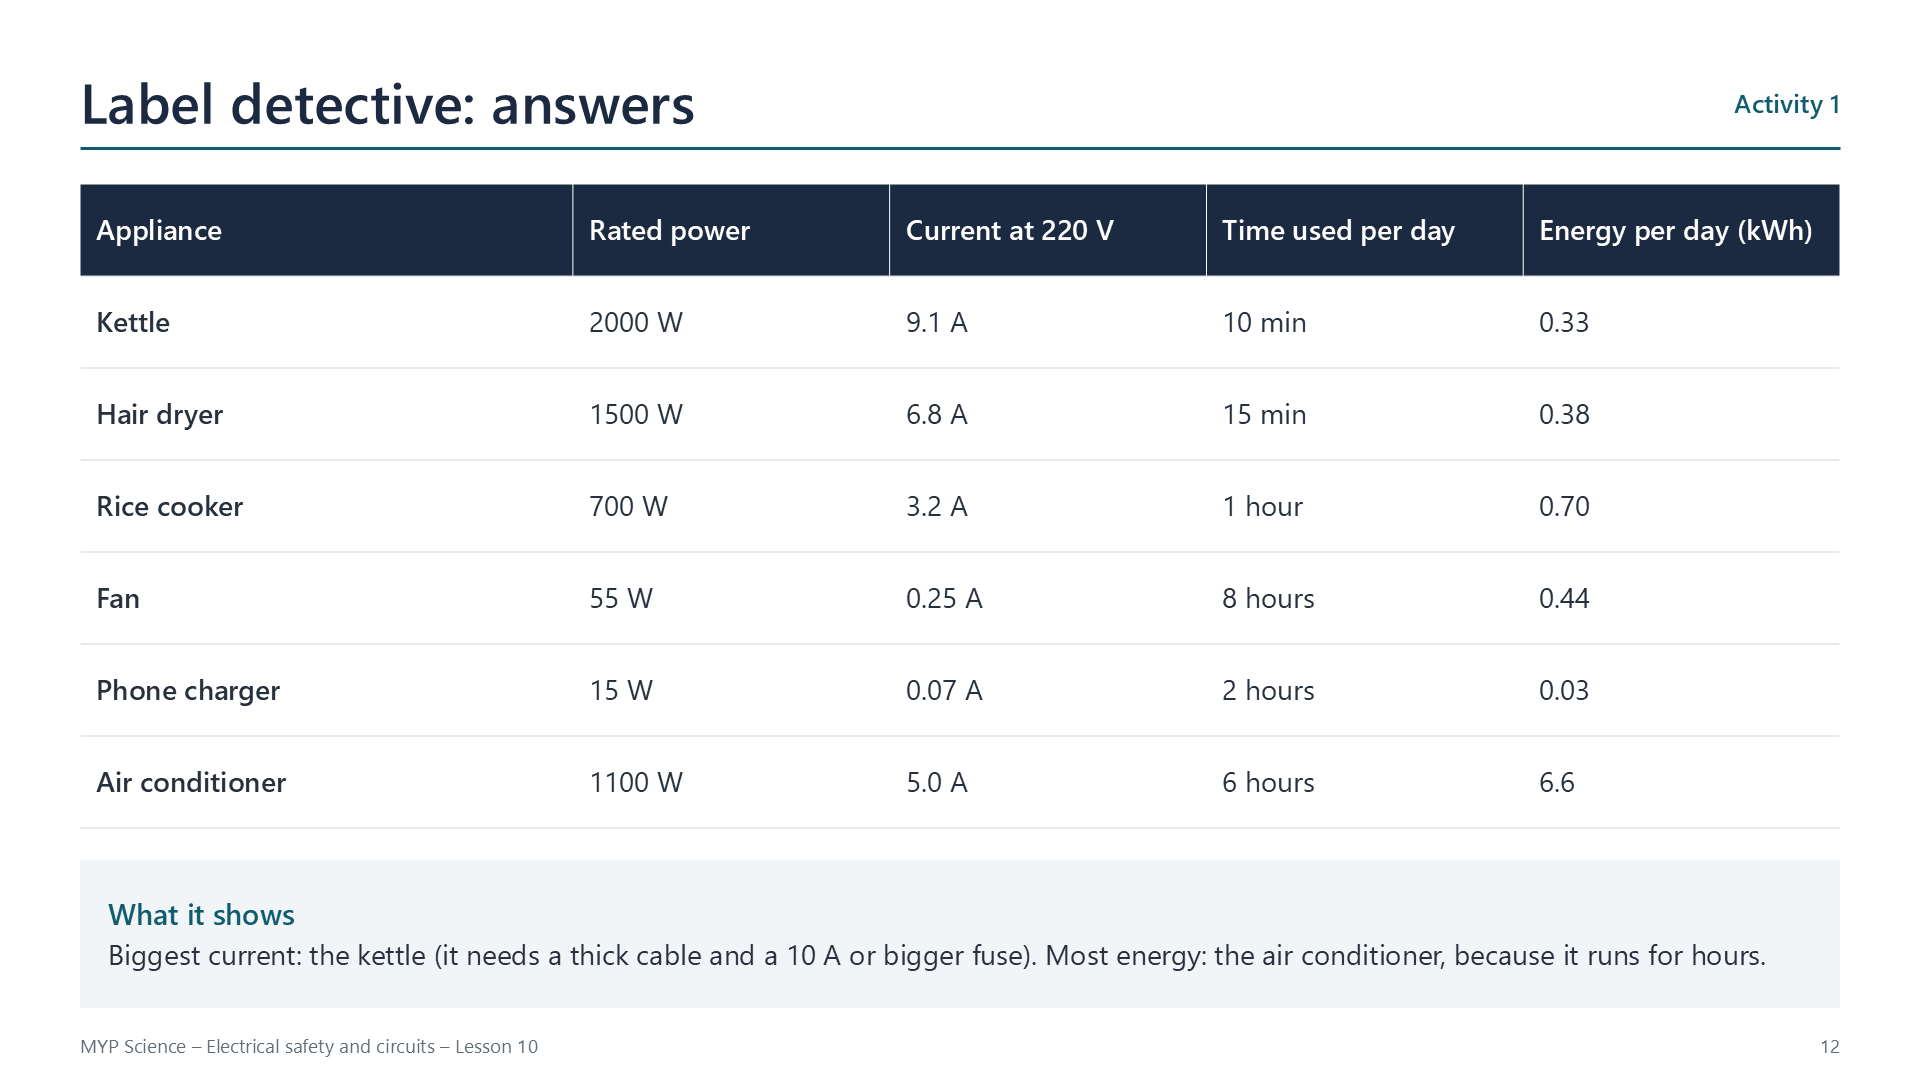 Label detective: answers
Activity 1
Appliance Rated power Current at 220 V Time used per day Energy per day (kWh)
Kettle 2000 W 9.1 A 10 min 0.33
Hair dryer 1500 W 6.8 A 15 min 0.38
Rice cooker 700 W 3.2 A 1 hour 0.70
Fan 55 W 0.25 A 8 hours 0.44
Phone charger 15 W 0.07 A 2 hours 0.03
Air conditioner 1100 W 5.0 A 6 hours 6.6
What it shows
Biggest current: the kettle (it needs a thick cable and a 10 A or bigger fuse). Most energy: the air conditioner, because it runs for hours.
MYP Science – Electrical safety and circuits – Lesson 10
12